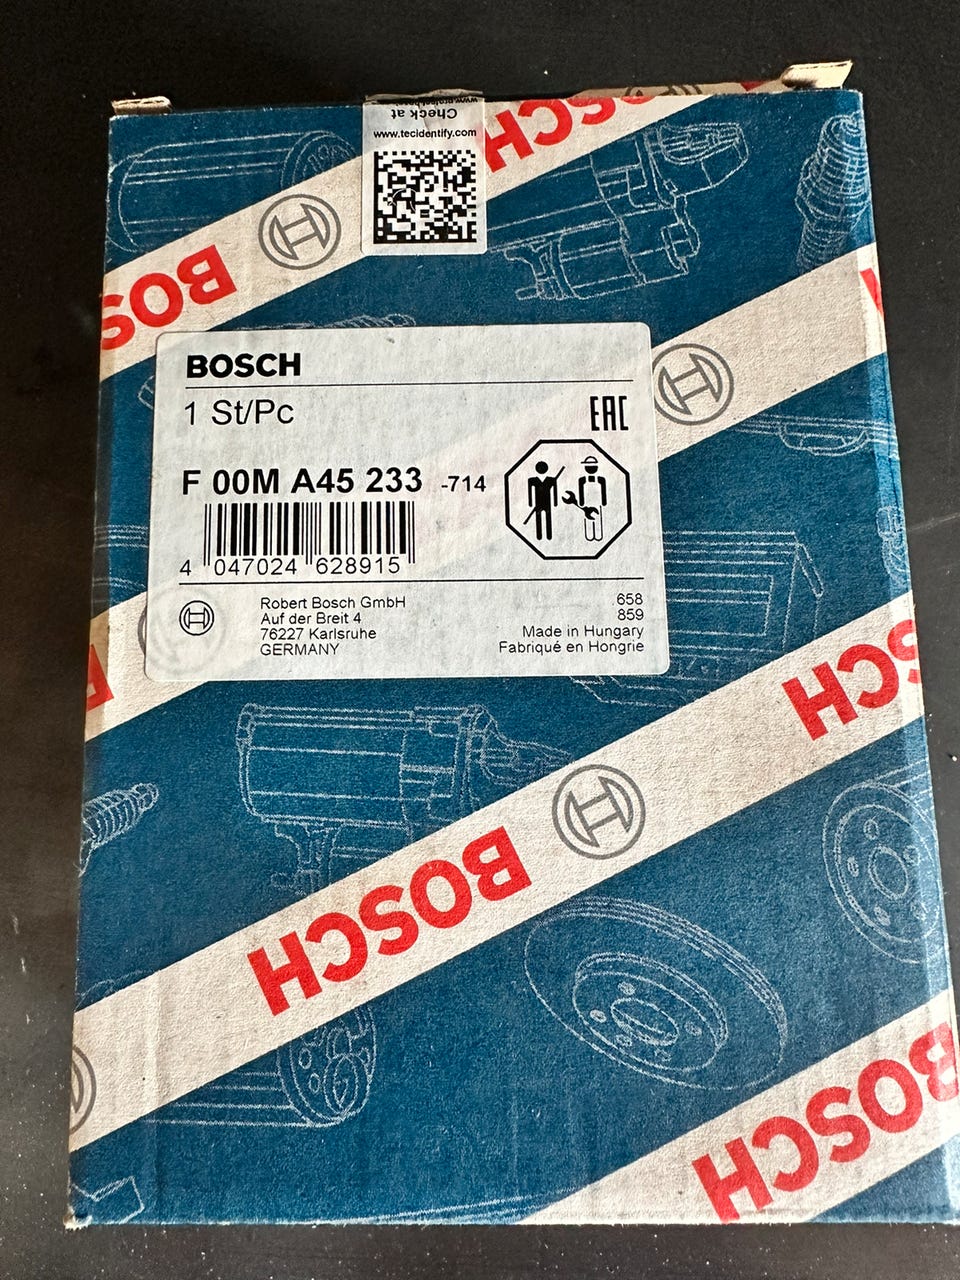 Check at
www.tecidentify.com
BOSCH
BOSCH
BOSCH
1 St/Pc
EAC
F 00M A45 233 -714
4 047024 628915
Robert Bosch GmbH
Auf der Breit 4
76227 Karlsruhe
GERMANY
658
859
Made in Hungary
Fabriqué en Hongrie
BOSCH
BOSCH
BOSCH